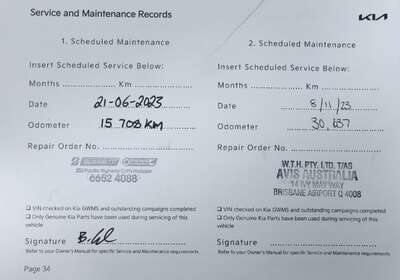 Service and Maintenance Records
KIA
1. Scheduled Maintenance
Insert Scheduled Service Below:
Months .................. Km ..................
Date 21-06-2023
Odometer 15 708 KM
Repair Order No. ..................
6652 4088
❑ VIN checked on Kia GWMS and outstanding campaigns completed
❑ Only Genuine Kia Parts have been used during servicing of this
vehicle
Signature
Refer to your Owner's Manual for specific Service and Maintenance requirements.
Page 34
2. Scheduled Maintenance
Insert Scheduled Service Below:
Months .................. Km ..................
Date 8/11/23
Odometer 30,637
Repair Order No. ..................
W.T.H. PTY. LTD. T/AS
AVIS AUSTRALIA
14 IVY MAY WAY
BRISBANE AIRPORT Q 4008
❑ VIN checked on Kia GWMS and outstanding campaigns completed
❑ Only Genuine Kia Parts have been used during servicing of this
vehicle
Signature ..................
Refer to your Owner's Manual for specific Service and Maintenance requirements.